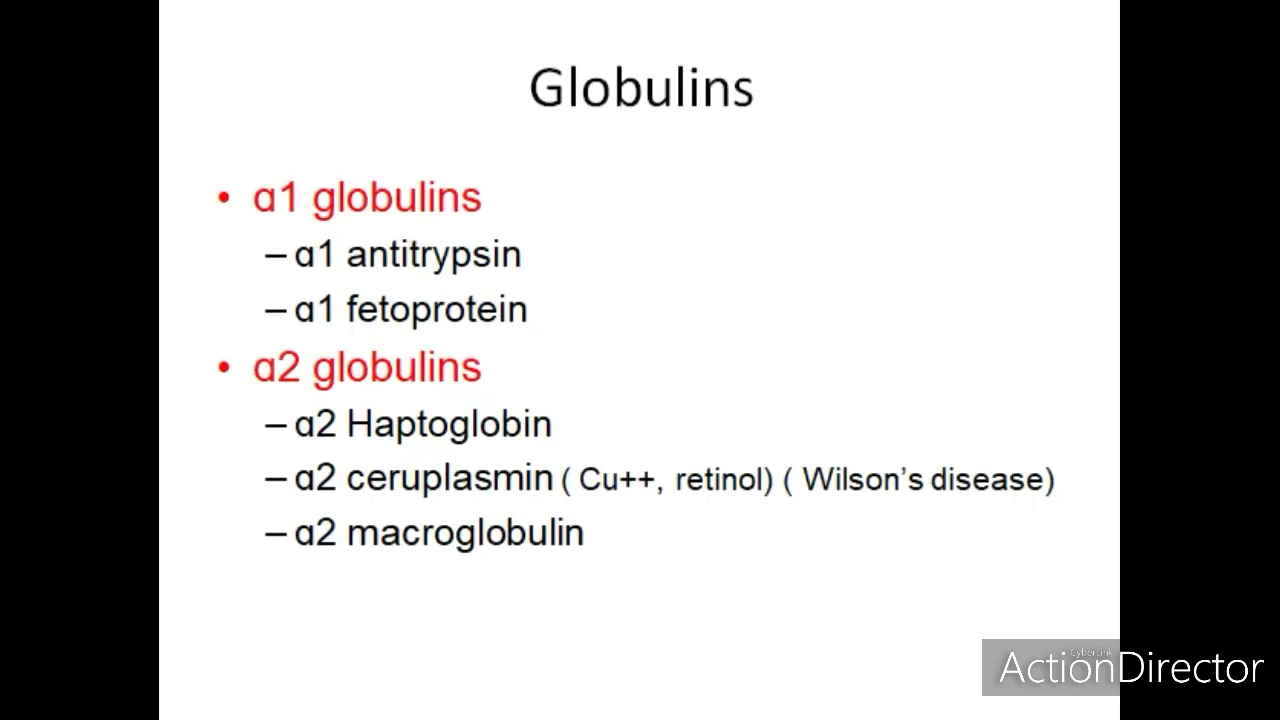 Globulins
• α1 globulins
– α1 antitrypsin
– α1 fetoprotein
• α2 globulins
– α2 Haptoglobin
– α2 ceruplasmin ( Cu++, retinol) ( Wilson’s disease)
– α2 macroglobulin
CyberLink
ActionDirector